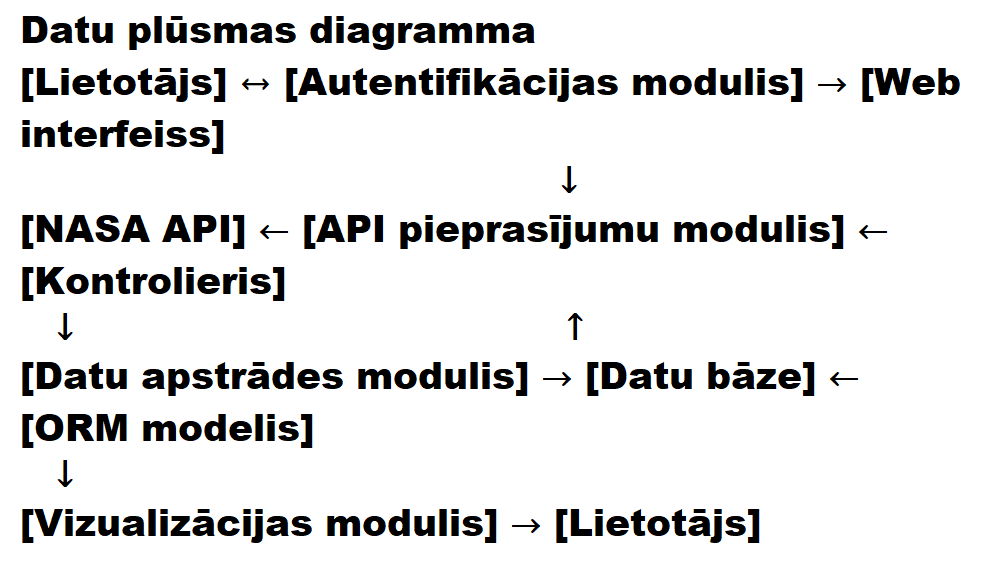 Datu plūsmas diagramma
[Lietotājs] ↔ [Autentifikācijas modulis] → [Web
interfeiss]
↓
[NASA API] ← [API pieprasījumu modulis] ←
[Kontrolieris]
↓ ↑
[Datu apstrādes modulis] → [Datu bāze] ←
[ORM modelis]
↓
[Vizualizācijas modulis] → [Lietotājs]